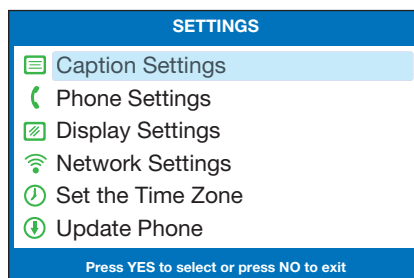 SETTINGS
Caption Settings
Phone Settings
Display Settings
Network Settings
Set the Time Zone
Update Phone
Press YES to select or press NO to exit